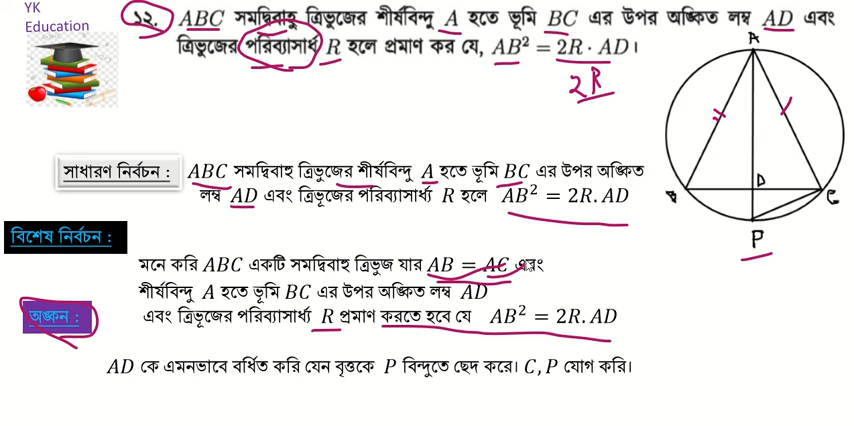 YK
Education
১২. ABC সমদ্বিবাহু ত্রিভুজের শীর্ষবিন্দু A হতে ভূমি BC এর উপর অঙ্কিত লম্ব AD এবং
ত্রিভুজের পরিব্যাসার্ধ R হলে প্রমাণ কর যে, AB² = 2R · AD।
2R
সাধারণ নির্বচন :
ABC সমদ্বিবাহু ত্রিভুজের শীর্ষবিন্দু A হতে ভূমি BC এর উপর অঙ্কিত
লম্ব AD এবং ত্রিভূজের পরিব্যাসার্ধ্য R হলে AB² = 2R. AD
বিশেষ নির্বচন :
মনে করি ABC একটি সমদ্বিবাহু ত্রিভুজ যার AB = AC এবং
শীর্ষবিন্দু A হতে ভূমি BC এর উপর অঙ্কিত লম্ব AD
এবং ত্রিভূজের পরিব্যাসার্ধ্য R প্রমাণ করতে হবে যে AB² = 2R. AD
অঙ্কন :
AD কে এমনভাবে বর্ধিত করি যেন বৃত্তকে P বিন্দুতে ছেদ করে। C, P যোগ করি।
A
B
D
C
P